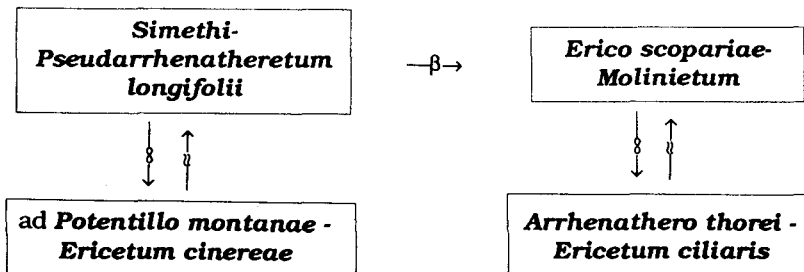 Simethi-
Pseudarrhenatheretum
longifolii
β
Erico scopariae-
Molinietum
ad Potentillo montanae -
Ericetum cinereae
Arrhenathero thorei -
Ericetum ciliaris